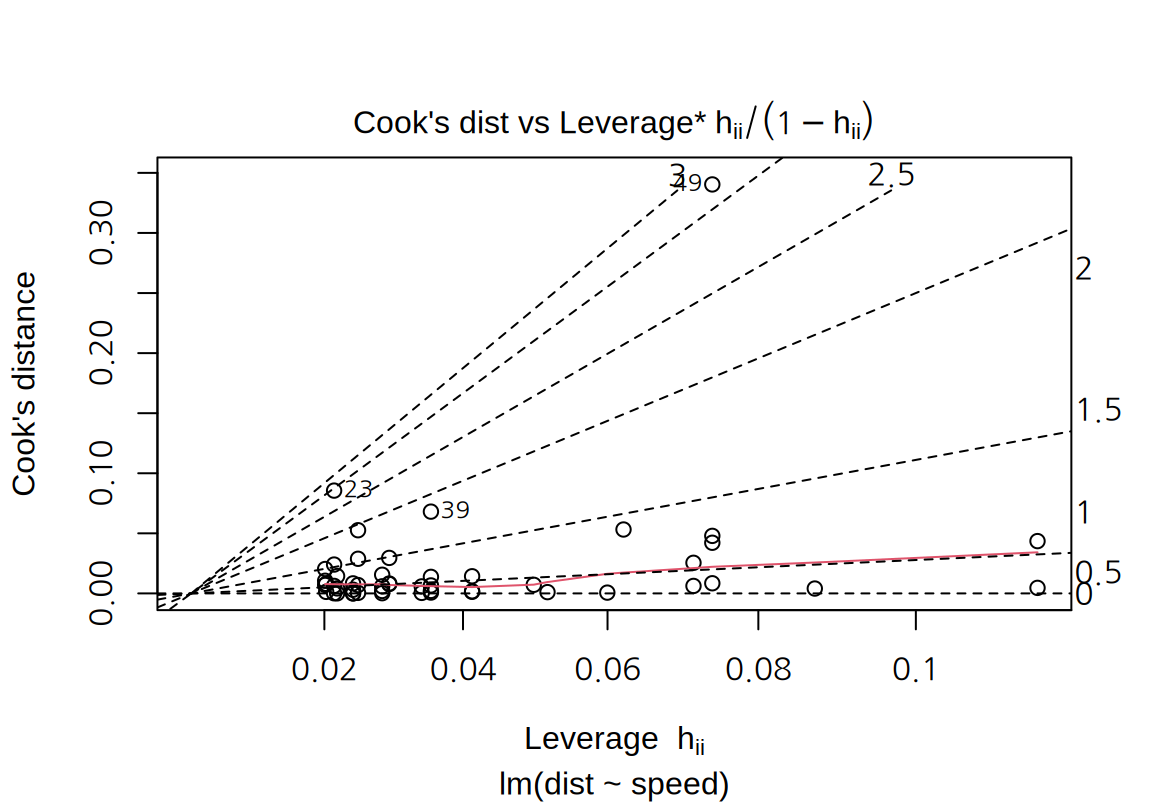 Cook's dist vs Leverage* hᵢᵢ/(1 − hᵢᵢ)
3
49
2.5
2
1.5
1
0.5
0
23
39
0.30
0.20
0.10
0.00
Cook's distance
0.02 0.04 0.06 0.08 0.1
Leverage hᵢᵢ
lm(dist ~ speed)